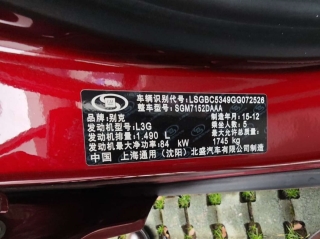 车辆识别代号: LSGBC5349GG072526
整车型号: SGM7152DAAA
品牌: 别克 制造年月: 15-12
发动机型号: L3G 乘坐人数: 5
发动机排量: 1.490 L 最大允许总质量:
发动机最大净功率: 84 kW 1745 kg
中国 上海通用(沈阳)北盛汽车有限公司制造